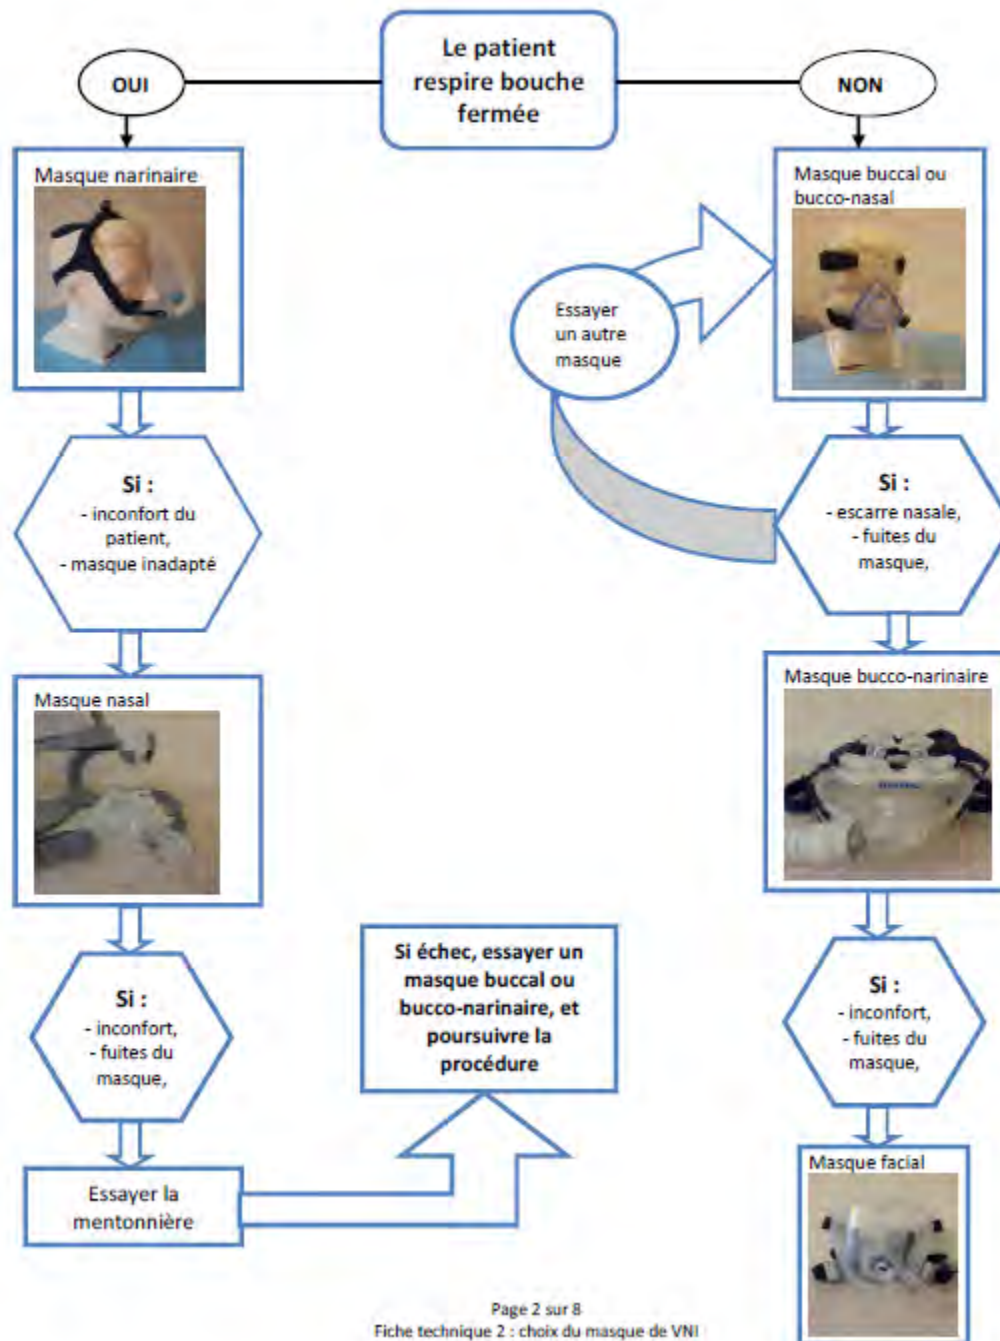 Le patient
respire bouche
fermée
OUI
NON
Masque narinaire
Masque buccal ou
bucco-nasal
Essayer
un autre
masque
Si :
- inconfort du
patient,
- masque inadapté
Si :
- escarre nasale,
- fuites du
masque,
Masque nasal
Masque bucco-narinaire
Si :
- inconfort,
- fuites du
masque,
Si échec, essayer un
masque buccal ou
bucco-narinaire, et
poursuivre la
procédure
Si :
- inconfort,
- fuites du
masque,
Essayer la
mentonnière
Masque facial
Page 2 sur 8
Fiche technique 2 : choix du masque de VNI